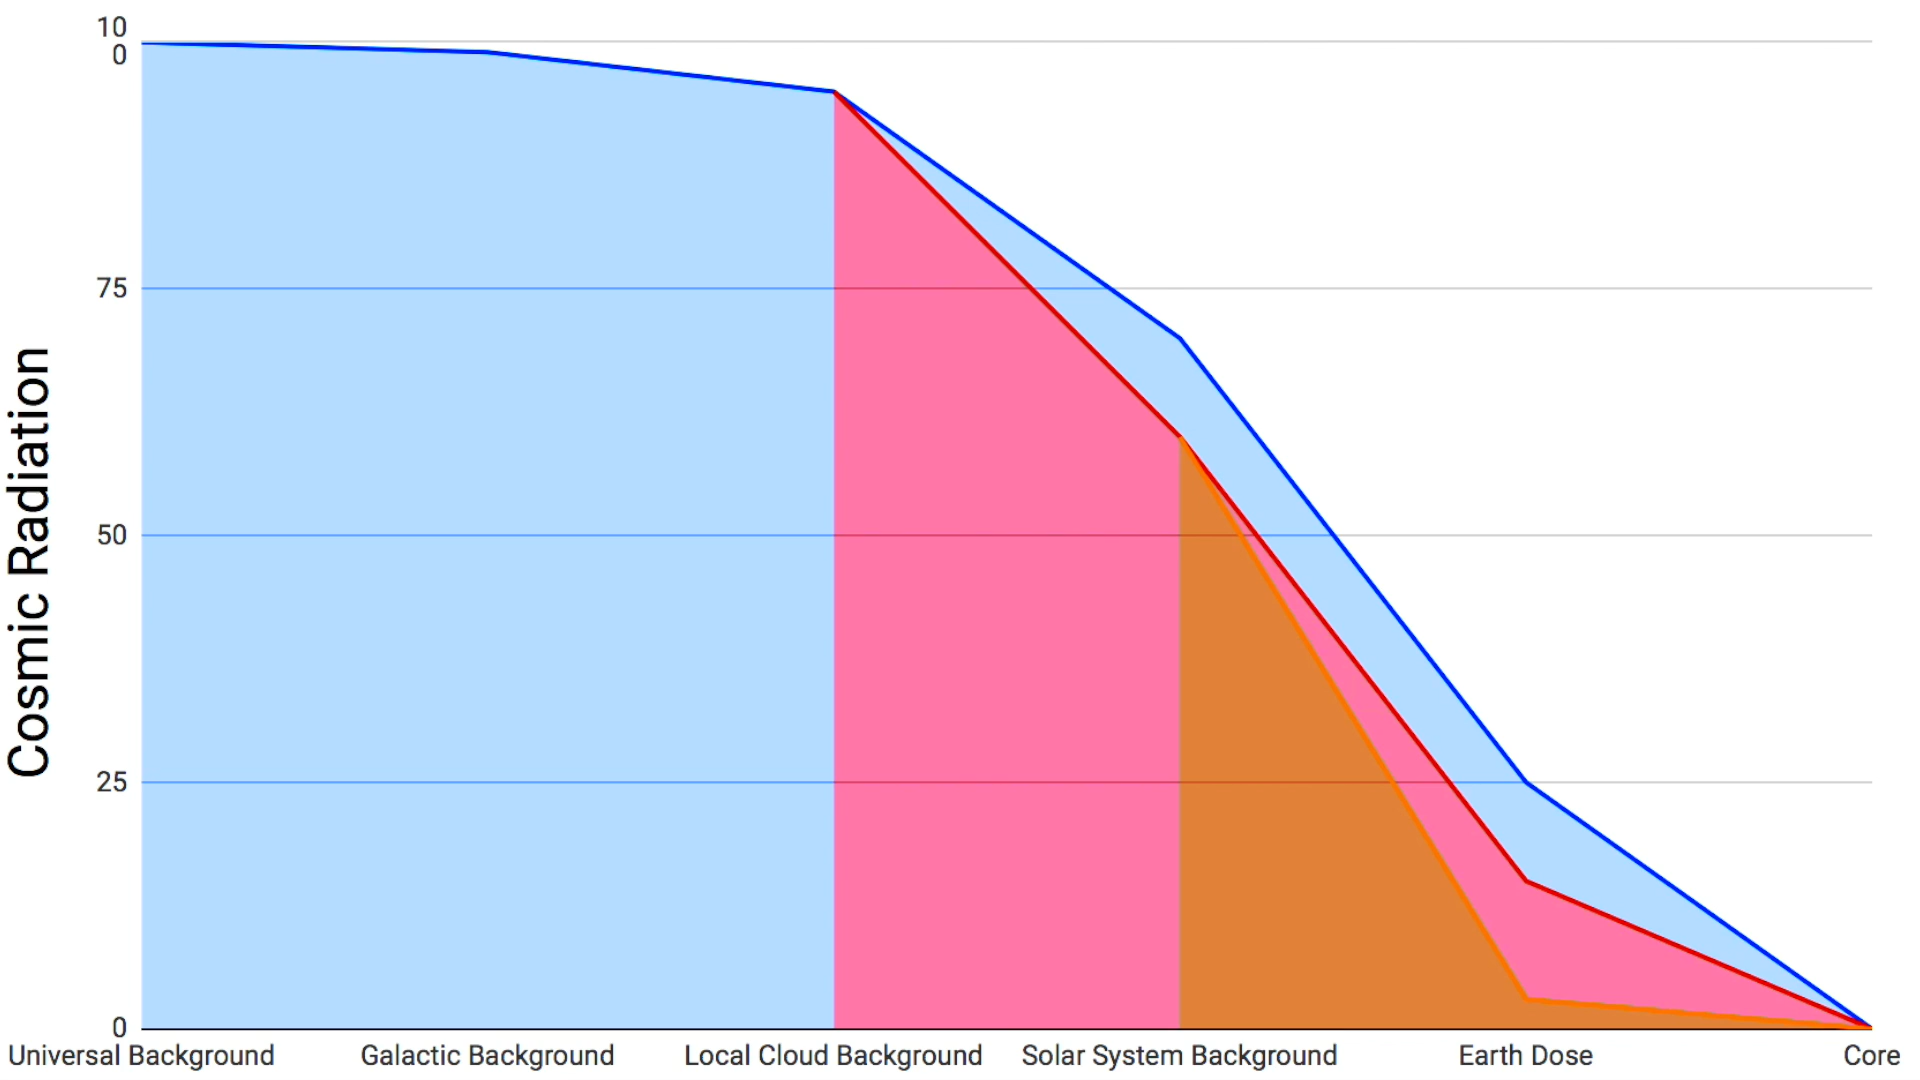 10
0
75
50
25
0
Cosmic Radiation
Universal Background
Galactic Background
Local Cloud Background
Solar System Background
Earth Dose
Core